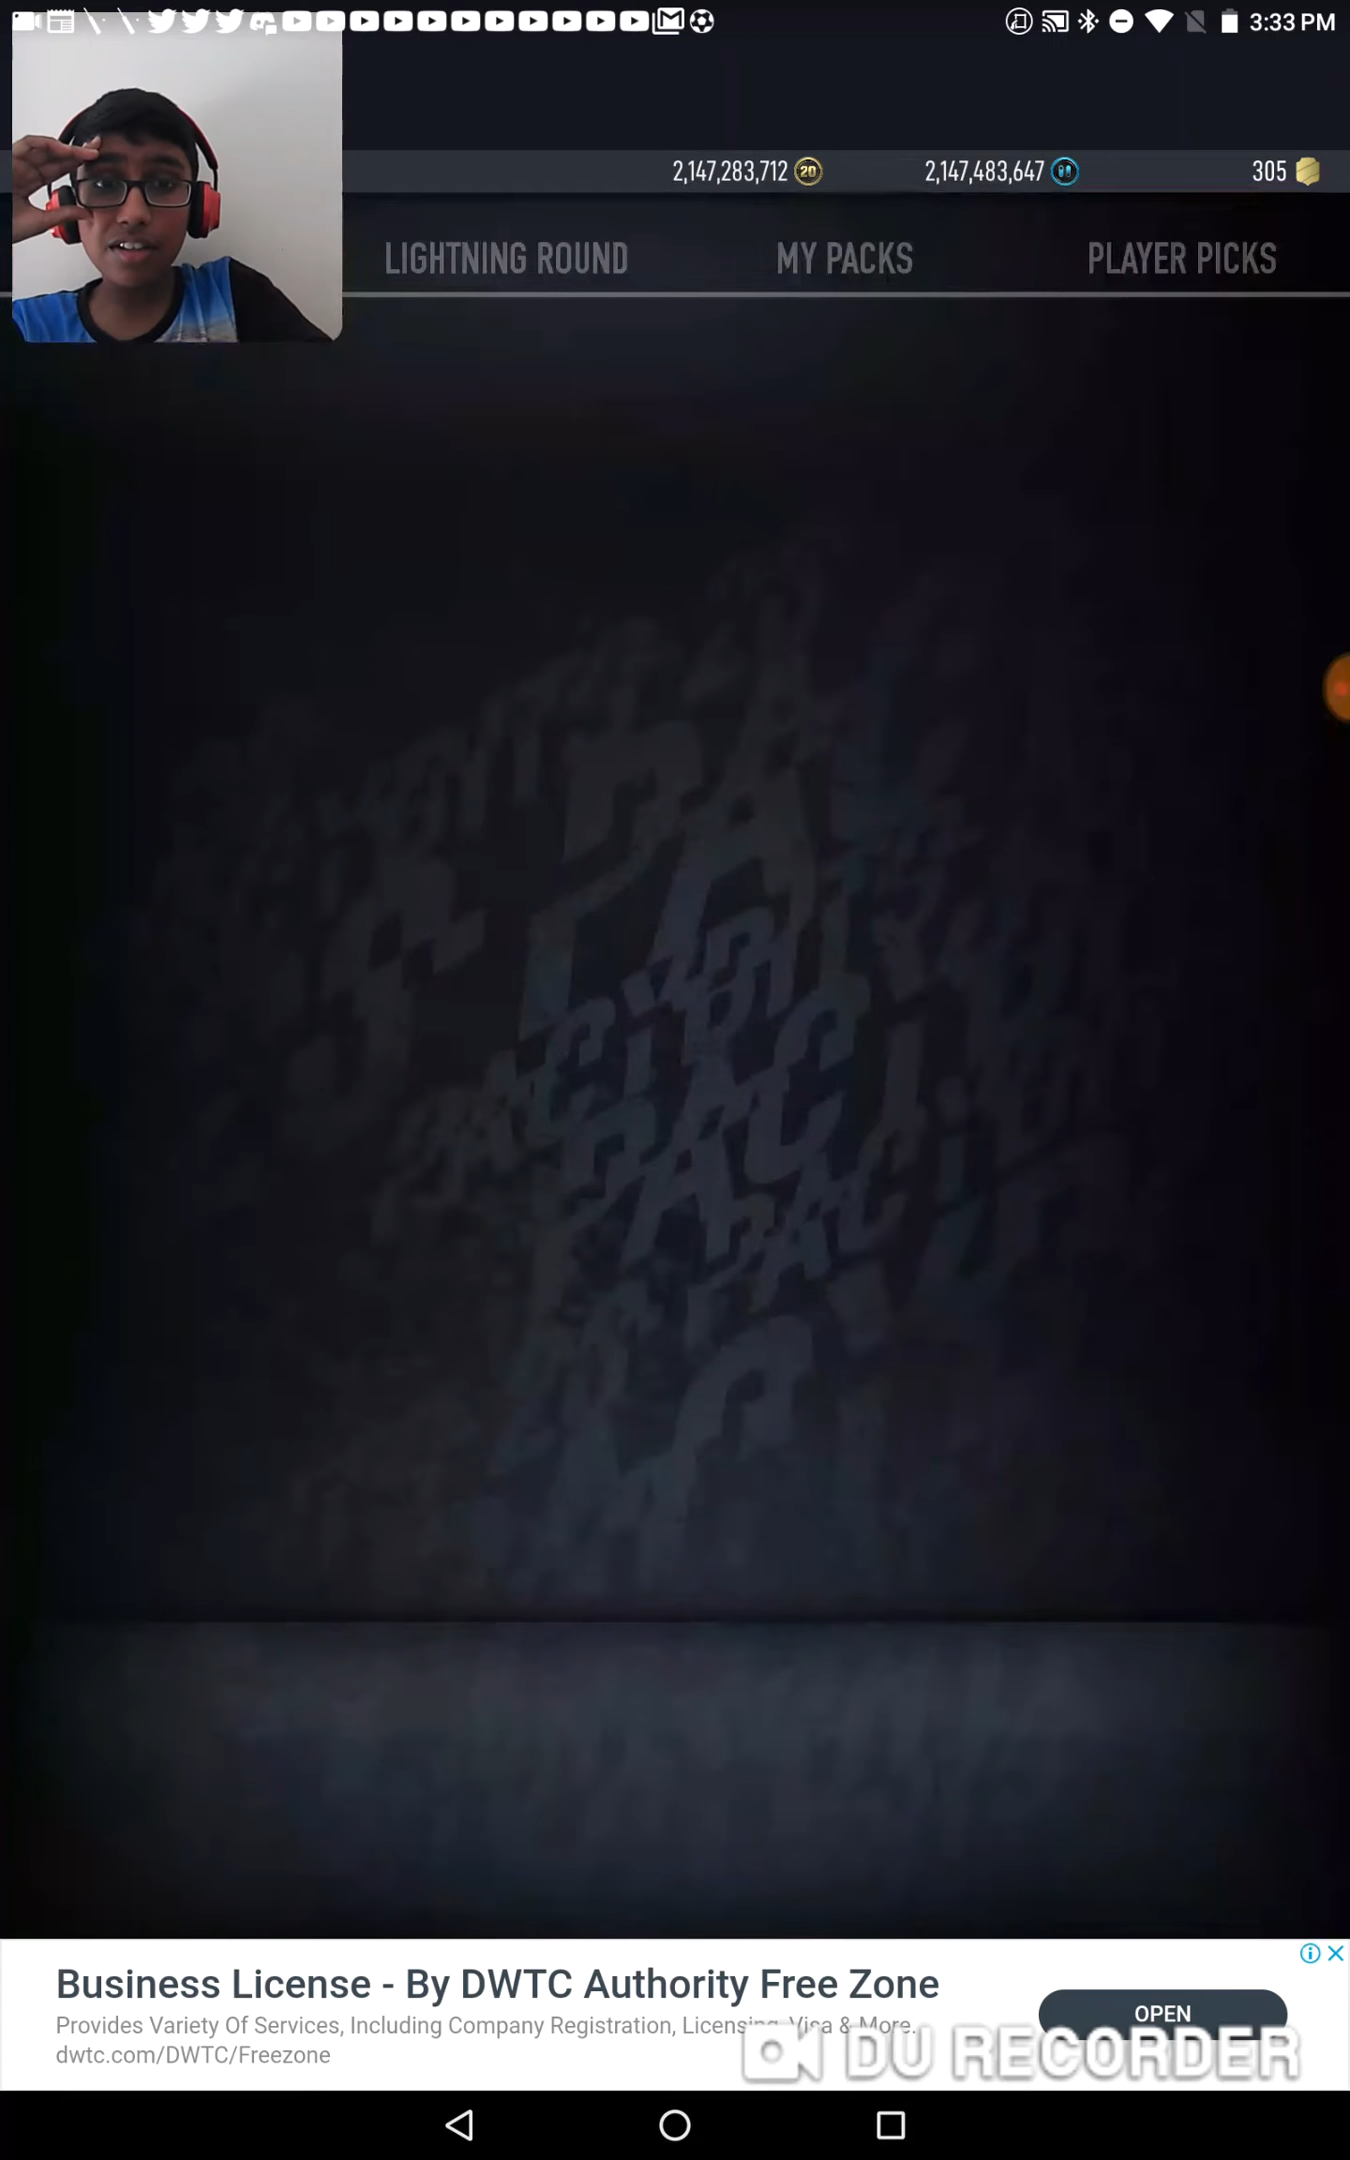 3:33 PM
2,147,283,712 20
2,147,483,647
305
LIGHTNING ROUND
MY PACKS
PLAYER PICKS
Business License - By DWTC Authority Free Zone
Provides Variety Of Services, Including Company Registration, Licensing, Visa & More.
dwtc.com/DWTC/Freezone
OPEN
DU RECORDER